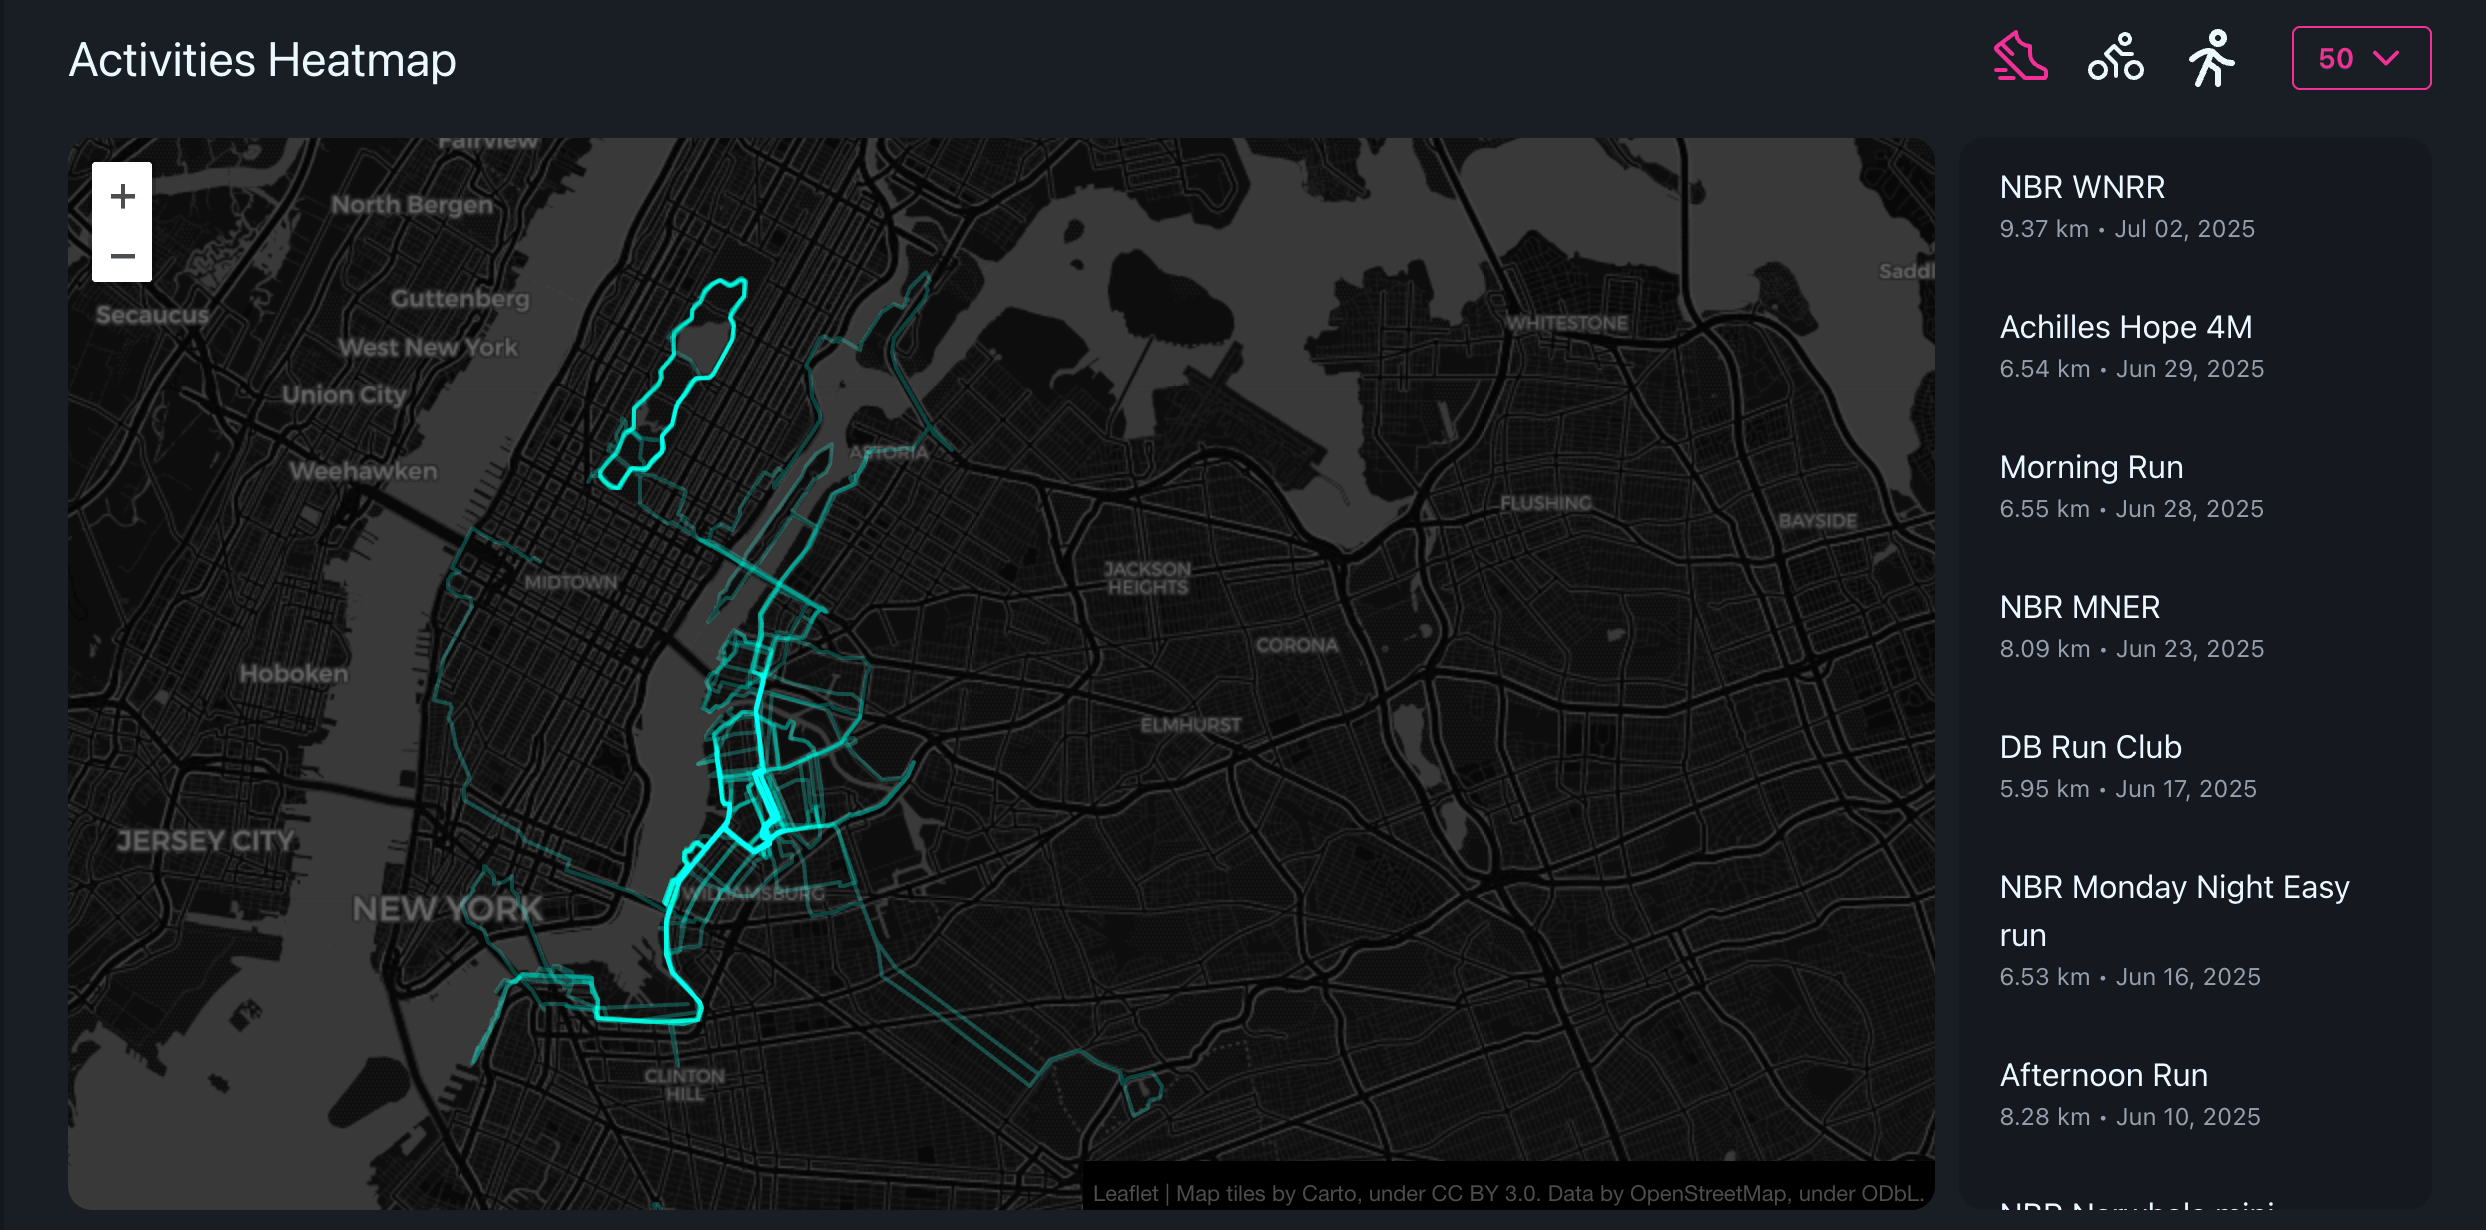 Activities Heatmap
50
+
−
Fairview
North Bergen
Guttenberg
Secaucus
West New York
Union City
Weehawken
ASTORIA
WHITESTONE
FLUSHING
BAYSIDE
MIDTOWN
JACKSON
HEIGHTS
CORONA
Hoboken
ELMHURST
JERSEY CITY
WILLIAMSBURG
NEW YORK
CLINTON
HILL
Leaflet | Map tiles by Carto, under CC BY 3.0. Data by OpenStreetMap, under ODbL.
NBR WNRR
9.37 km • Jul 02, 2025
Achilles Hope 4M
6.54 km • Jun 29, 2025
Morning Run
6.55 km • Jun 28, 2025
NBR MNER
8.09 km • Jun 23, 2025
DB Run Club
5.95 km • Jun 17, 2025
NBR Monday Night Easy
run
6.53 km • Jun 16, 2025
Afternoon Run
8.28 km • Jun 10, 2025